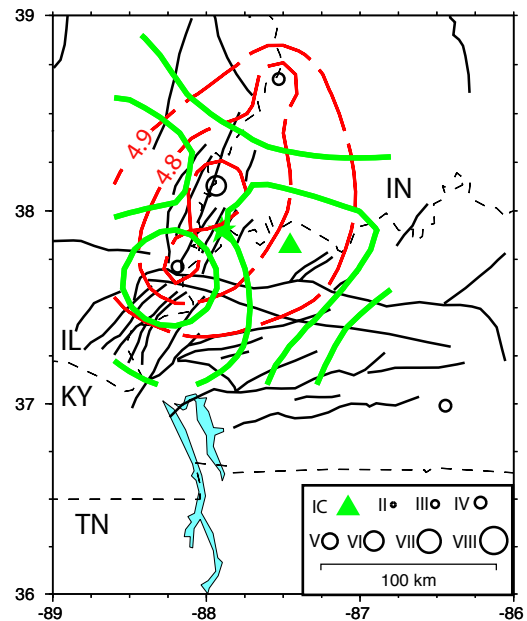 39
4.9
4.8
IN
38
IL
KY
37
IC II III IV
V VI VII VIII
TN
100 km
36
-89 -88 -87 -86